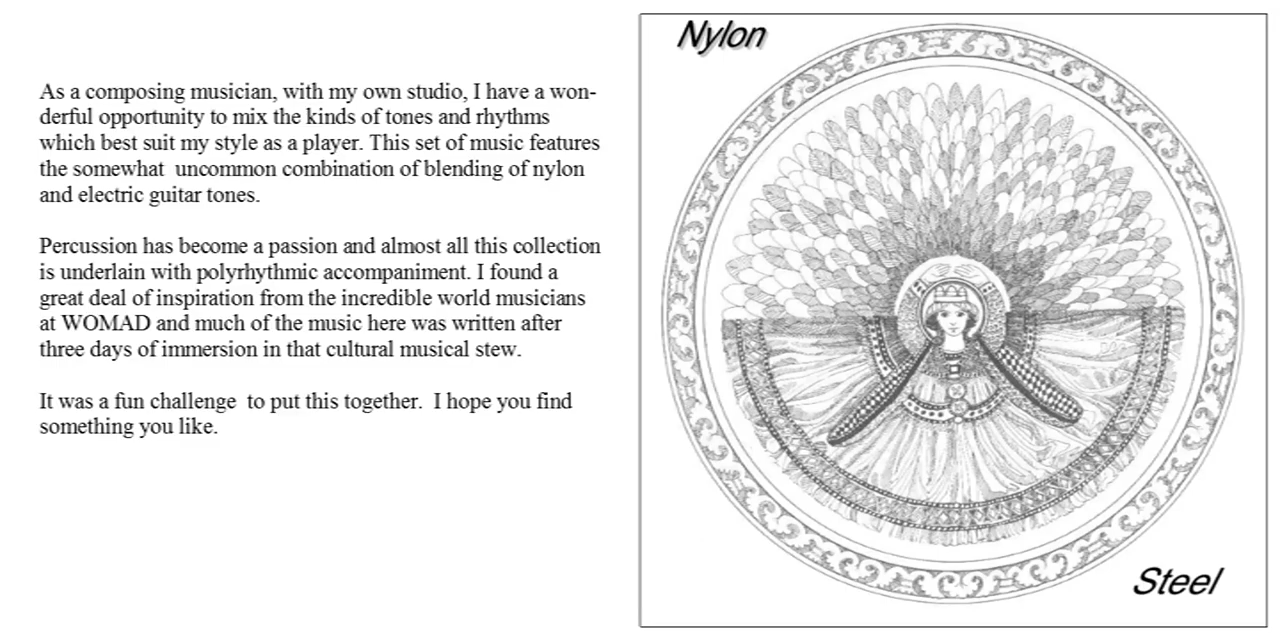 As a composing musician, with my own studio, I have a won-
derful opportunity to mix the kinds of tones and rhythms
which best suit my style as a player. This set of music features
the somewhat  uncommon combination of blending of nylon
and electric guitar tones.
Percussion has become a passion and almost all this collection
is underlain with polyrhythmic accompaniment. I found a
great deal of inspiration from the incredible world musicians
at WOMAD and much of the music here was written after
three days of immersion in that cultural musical stew.
It was a fun challenge  to put this together.  I hope you find
something you like.
Nylon
Steel